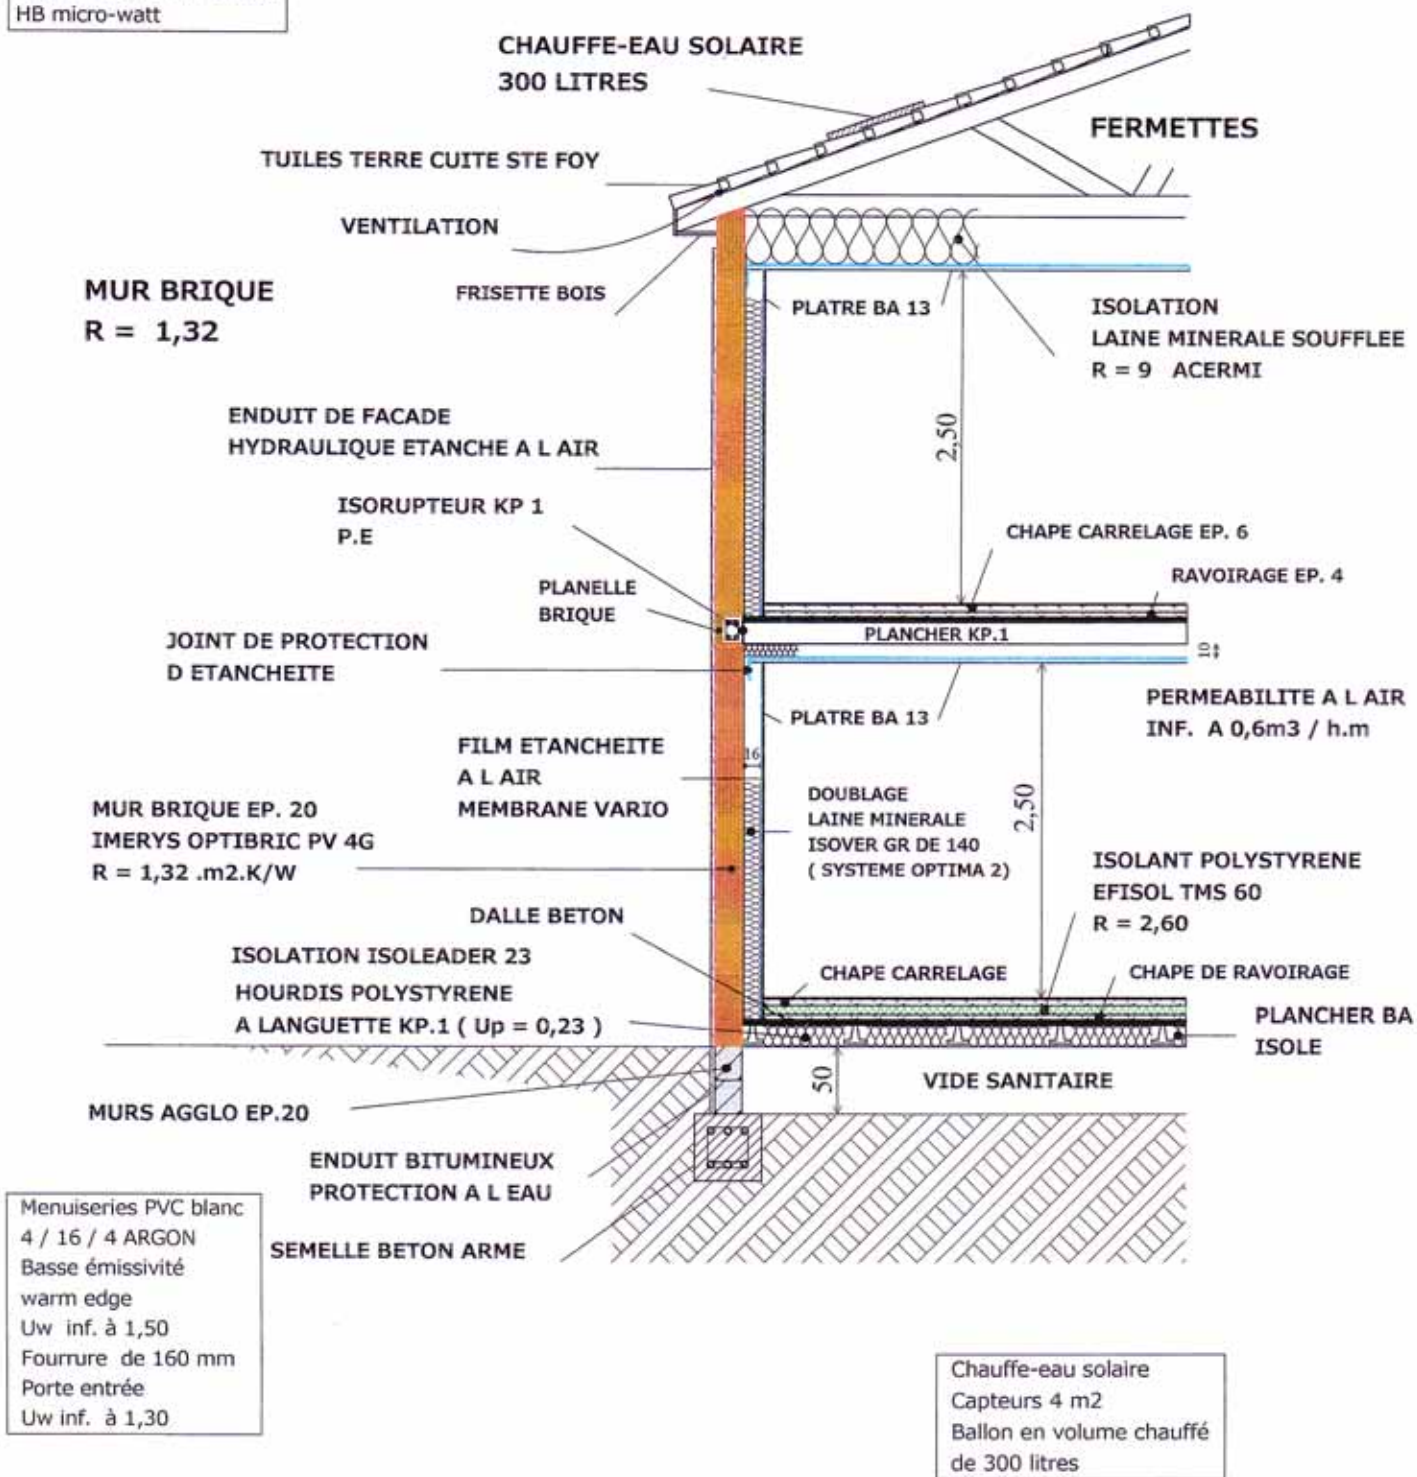 HB micro-watt
CHAUFFE-EAU SOLAIRE
300 LITRES
FERMETTES
TUILES TERRE CUITE STE FOY
VENTILATION
FRISETTE BOIS
MUR BRIQUE
R = 1,32
PLATRE BA 13
ISOLATION
LAINE MINERALE SOUFFLEE
R = 9 ACERMI
ENDUIT DE FACADE
HYDRAULIQUE ETANCHE A L AIR
2,50
ISORUPTEUR KP 1
P.E
CHAPE CARRELAGE EP. 6
RAVOIRAGE EP. 4
PLANELLE
BRIQUE
PLANCHER KP.1
JOINT DE PROTECTION
D ETANCHEITE
10
PERMEABILITE A L AIR
INF. A 0,6m3 / h.m
PLATRE BA 13
16
FILM ETANCHEITE
A L AIR
MEMBRANE VARIO
MUR BRIQUE EP. 20
IMERYS OPTIBRIC PV 4G
R = 1,32 .m2.K/W
DOUBLAGE
LAINE MINERALE
ISOVER GR DE 140
( SYSTEME OPTIMA 2)
2,50
ISOLANT POLYSTYRENE
EFISOL TMS 60
R = 2,60
DALLE BETON
ISOLATION ISOLEADER 23
HOURDIS POLYSTYRENE
A LANGUETTE KP.1 ( Up = 0,23 )
CHAPE CARRELAGE
CHAPE DE RAVOIRAGE
PLANCHER BA
ISOLE
50
VIDE SANITAIRE
MURS AGGLO EP.20
ENDUIT BITUMINEUX
PROTECTION A L EAU
SEMELLE BETON ARME
Menuiseries PVC blanc
4 / 16 / 4 ARGON
Basse émissivité
warm edge
Uw inf. à 1,50
Fourrure de 160 mm
Porte entrée
Uw inf. à 1,30
Chauffe-eau solaire
Capteurs 4 m2
Ballon en volume chauffé
de 300 litres